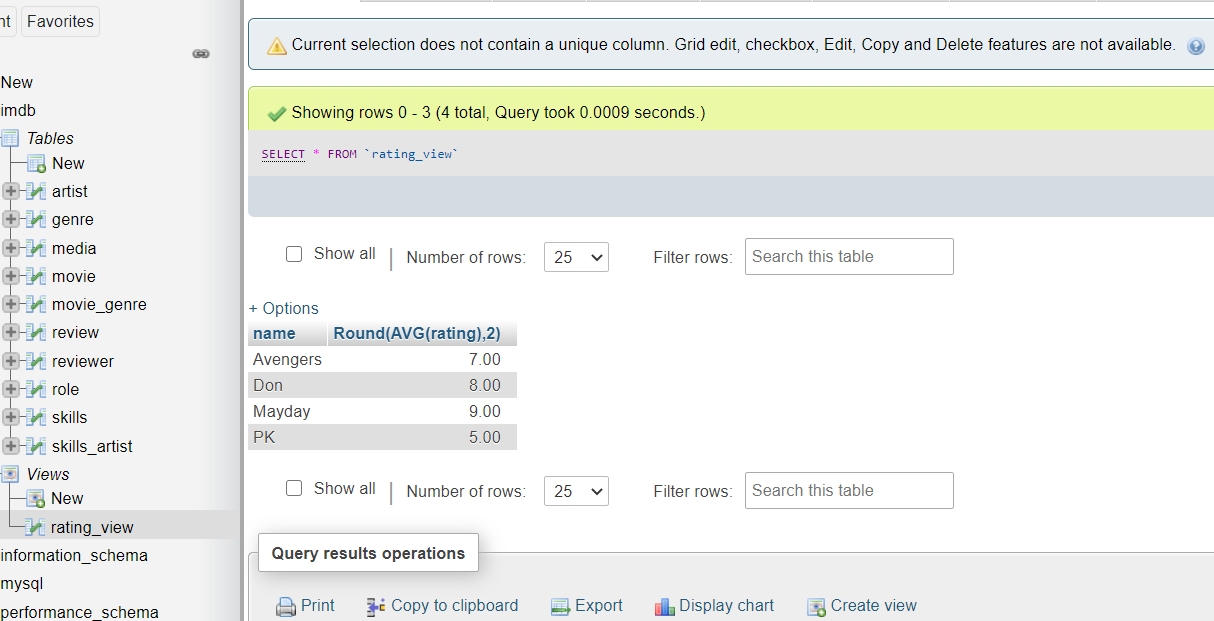 nt
Favorites
New
imdb
Tables
New
artist
genre
media
movie
movie_genre
review
reviewer
role
skills
skills_artist
Views
New
rating_view
information_schema
mysql
performance_schema
Current selection does not contain a unique column. Grid edit, checkbox, Edit, Copy and Delete features are not available.
Showing rows 0 - 3 (4 total, Query took 0.0009 seconds.)
SELECT * FROM `rating_view`
Show all | Number of rows: 25 Filter rows: Search this table
+ Options
name Round(AVG(rating),2)
Avengers 7.00
Don 8.00
Mayday 9.00
PK 5.00
Show all | Number of rows: 25 Filter rows: Search this table
Query results operations
Print Copy to clipboard Export Display chart Create view